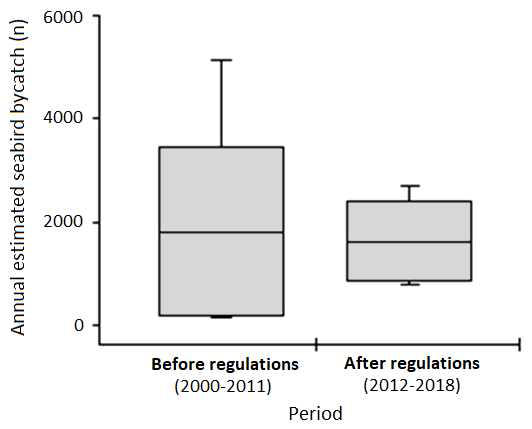 Annual estimated seabird bycatch (n)
6000
4000
2000
0
Before regulations
(2000-2011)
After regulations
(2012-2018)
Period